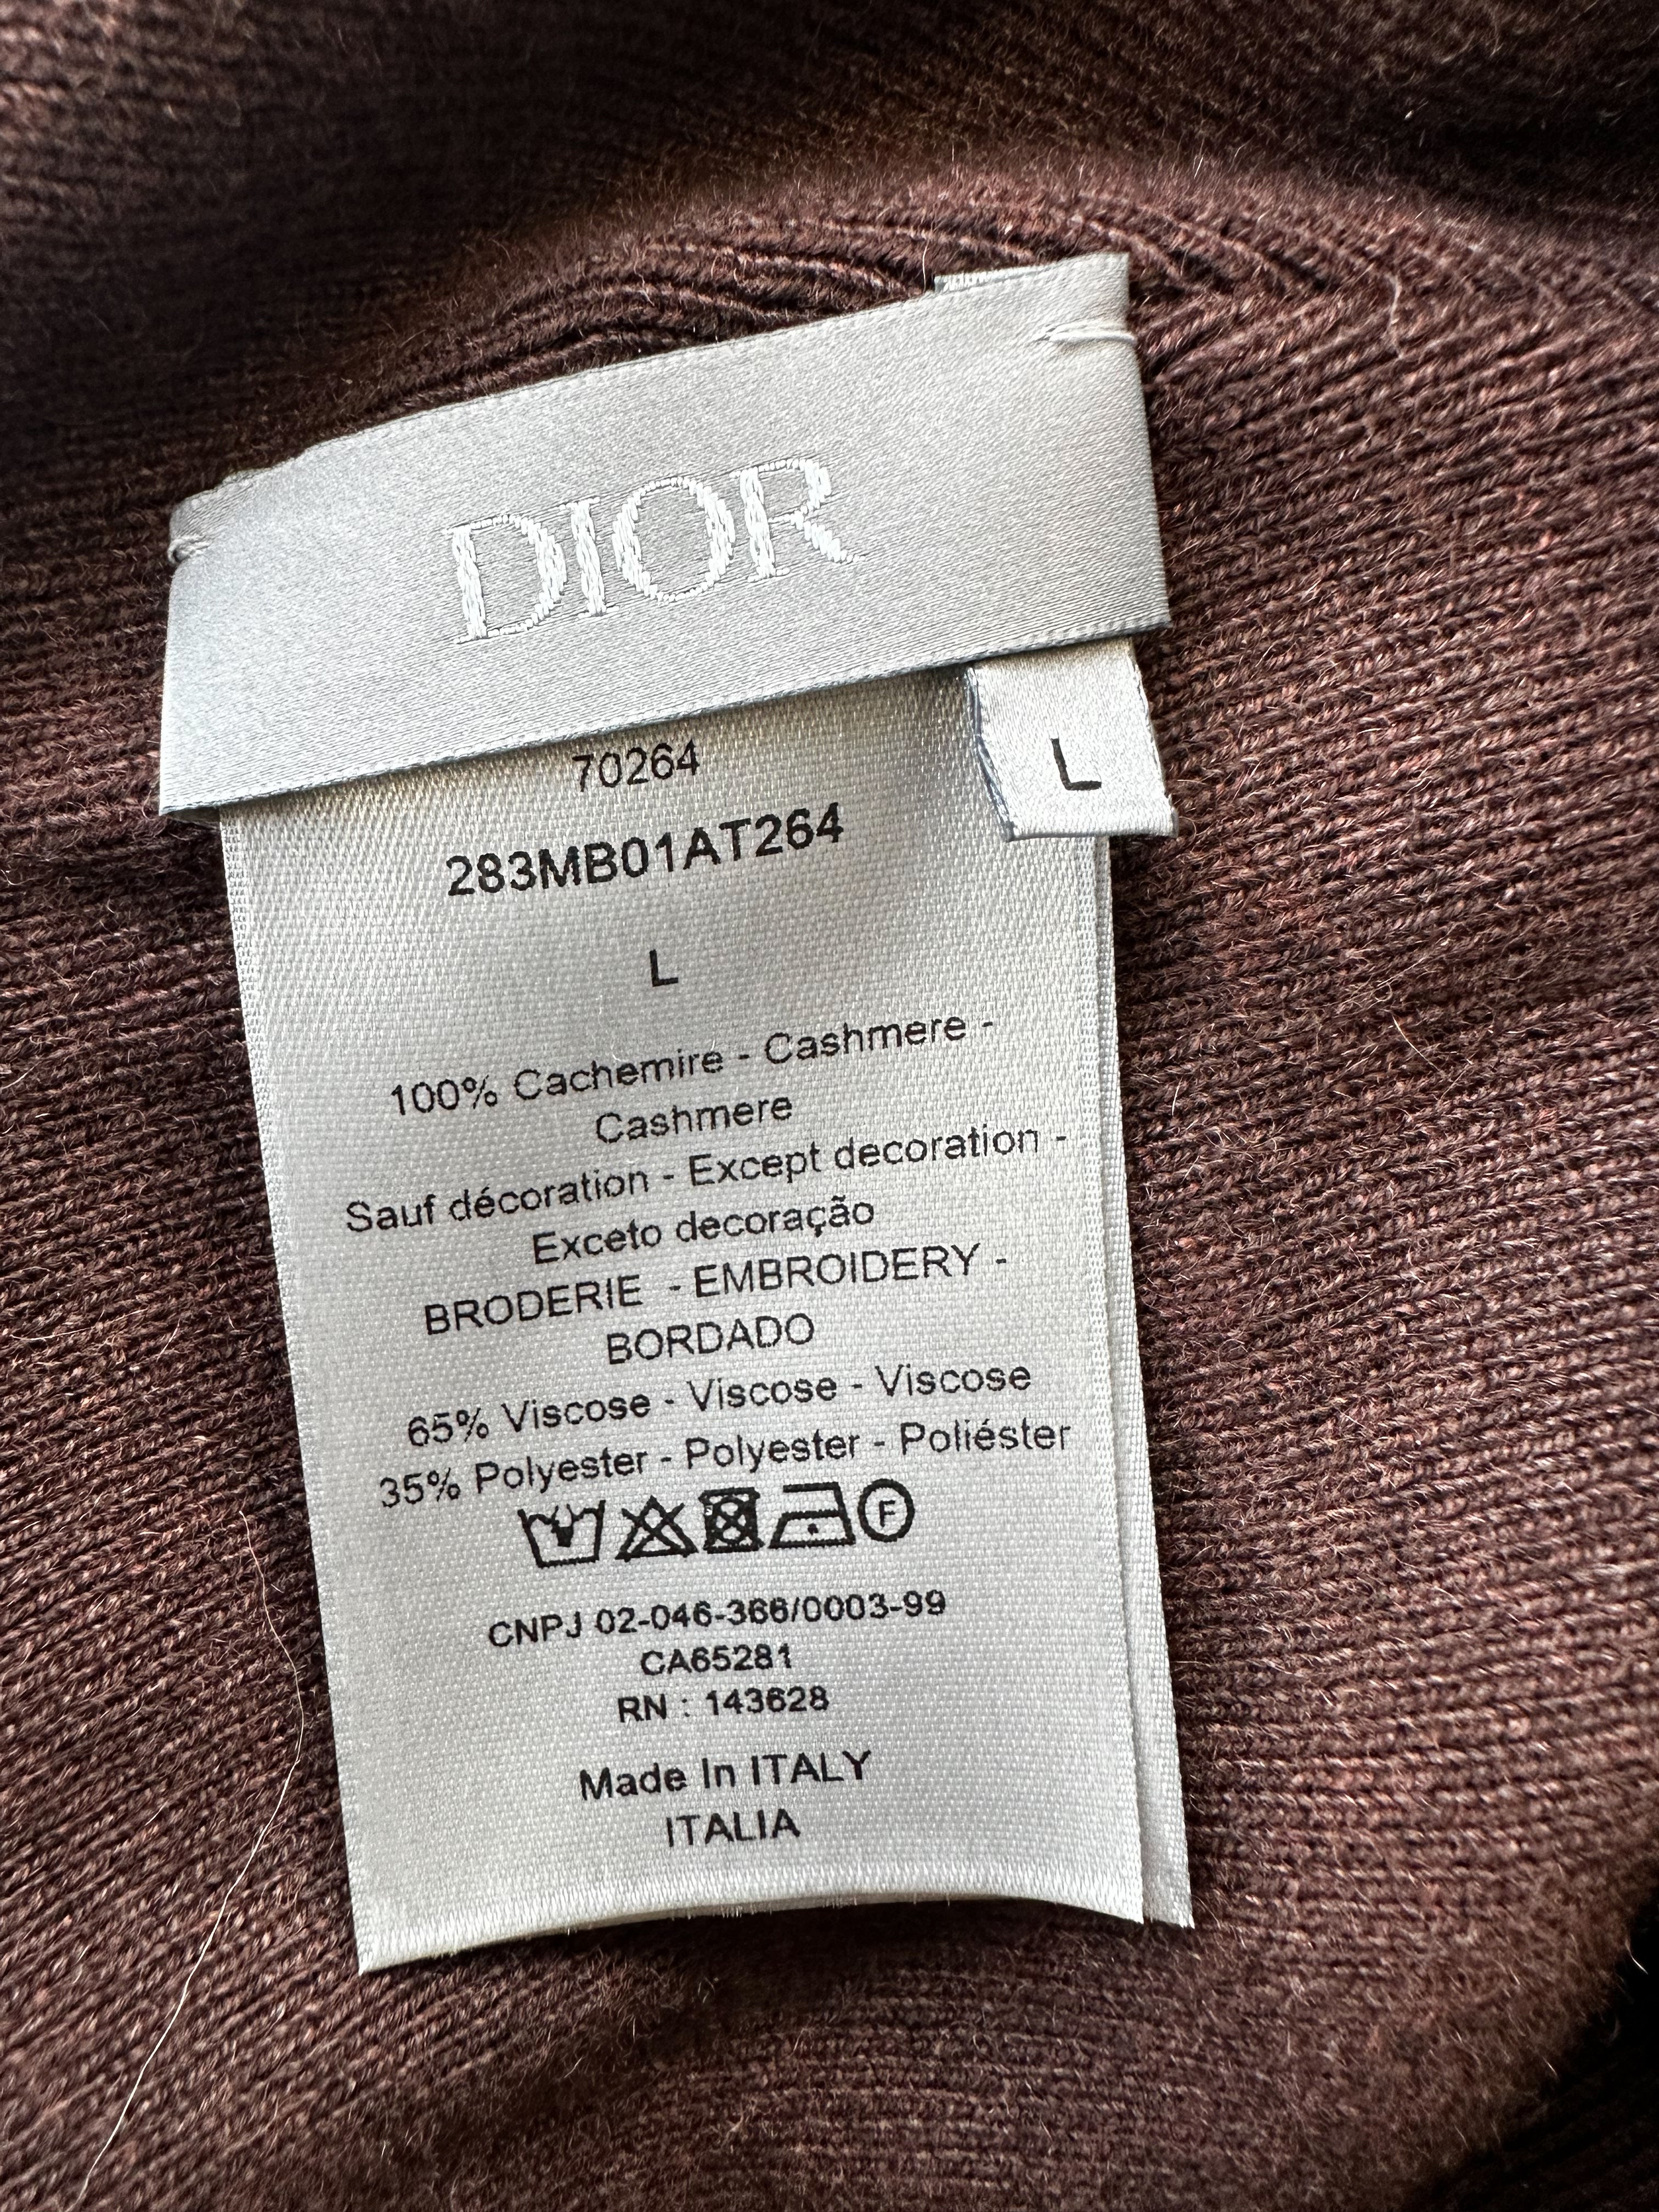 DIOR
L
70264
283MB01AT264
L
100% Cachemire - Cashmere -
Cashmere
Sauf décoration - Except decoration -
Exceto decoração
BRODERIE - EMBROIDERY -
BORDADO
65% Viscose - Viscose - Viscose
35% Polyester - Polyester - Poliéster
F
CNPJ 02-046-366/0003-99
CA65281
RN : 143628
Made In ITALY
ITALIA